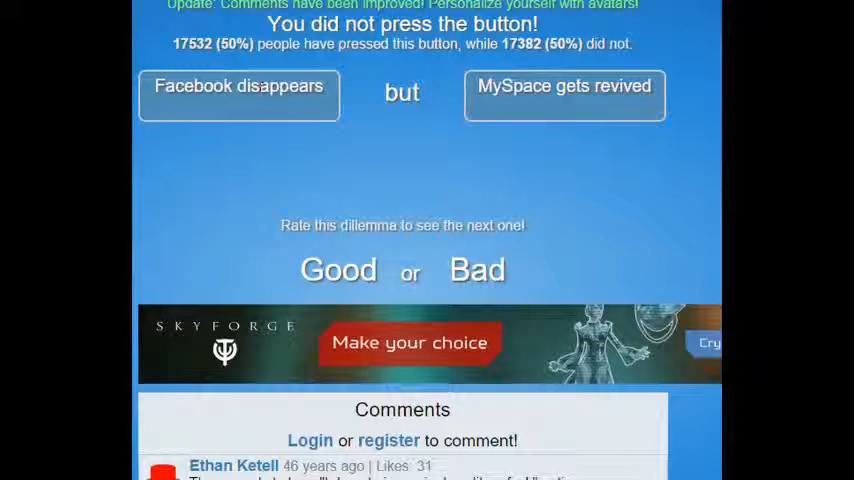 Update: Comments have been improved! Personalize yourself with avatars!
You did not press the button!
17532 (50%) people have pressed this button, while 17382 (50%) did not.
Facebook disappears but MySpace gets revived
Rate this dillemma to see the next one!
Good or Bad
SKYFORGE Make your choice Cry
Comments
Login or register to comment!
Ethan Ketell 46 years ago | Likes: 31